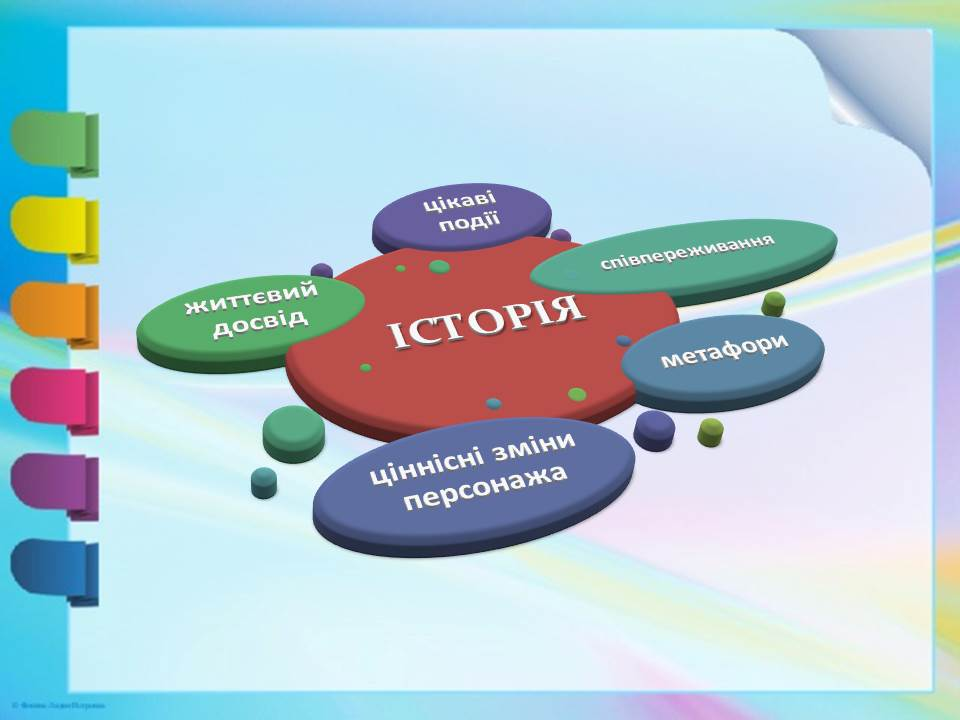 цікаві
події
співпереживання
життєвий
досвід
ІСТОРІЯ
метафори
ціннісні зміни
персонажа